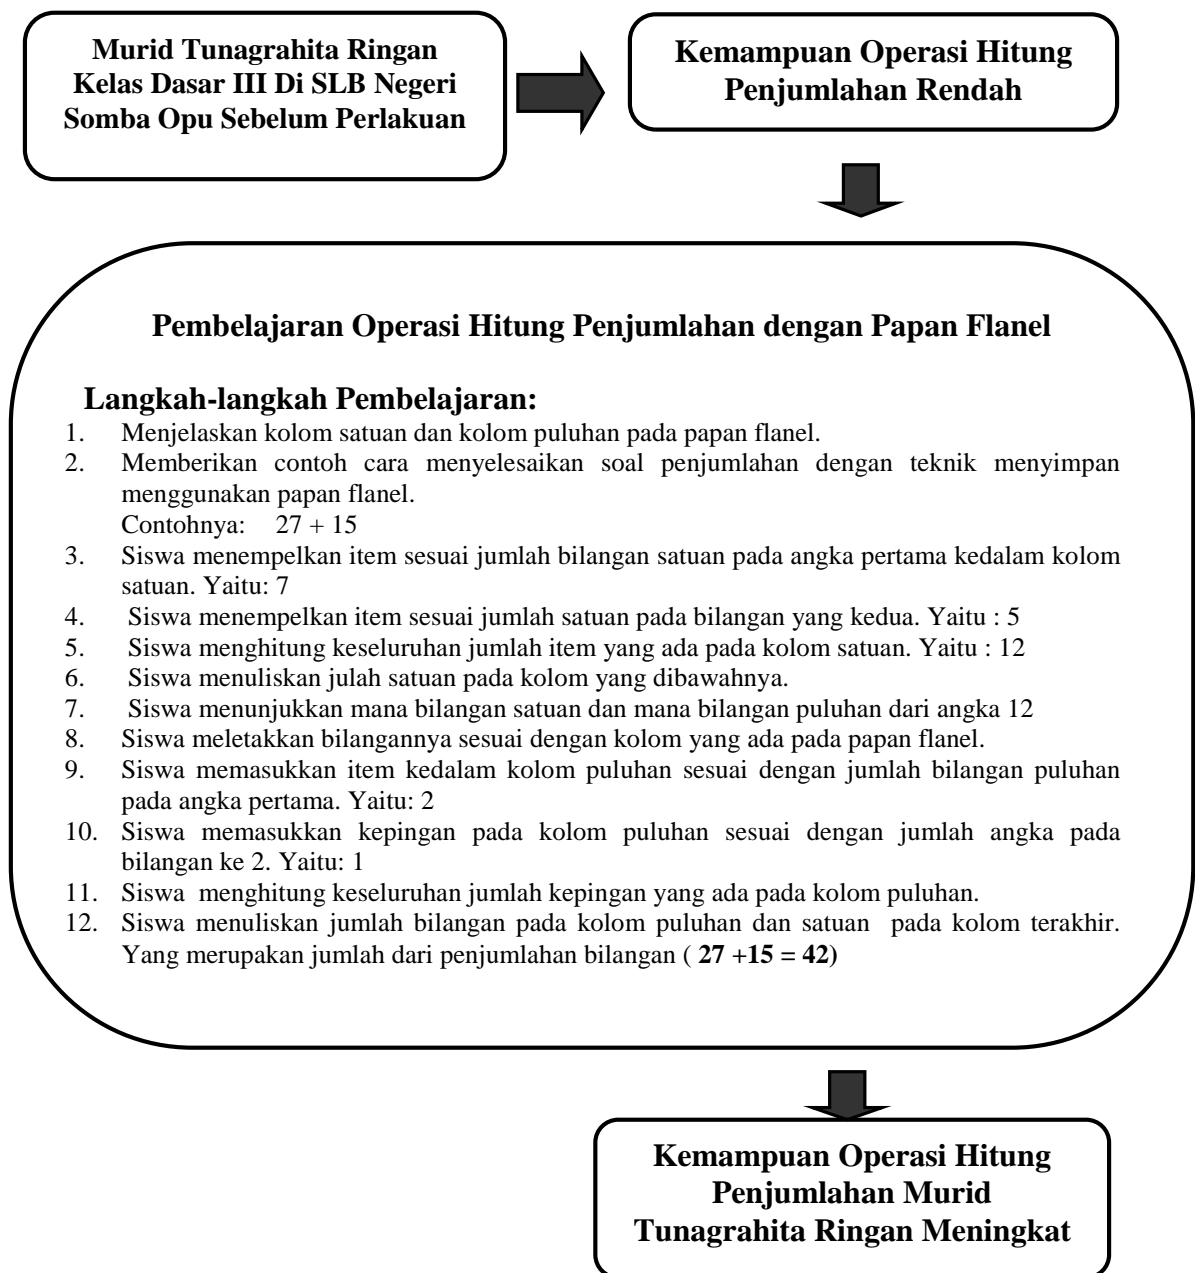 Murid Tunagrahita Ringan
Kelas Dasar III Di SLB Negeri
Somba Opu Sebelum Perlakuan
Kemampuan Operasi Hitung
Penjumlahan Rendah
Pembelajaran Operasi Hitung Penjumlahan dengan Papan Flanel
Langkah-langkah Pembelajaran:
1. Menjelaskan kolom satuan dan kolom puluhan pada papan flanel.
2. Memberikan contoh cara menyelesaikan soal penjumlahan dengan teknik menyimpan
menggunakan papan flanel.
Contohnya: 27 + 15
3. Siswa menempelkan item sesuai jumlah bilangan satuan pada angka pertama kedalam kolom
satuan. Yaitu: 7
4. Siswa menempelkan item sesuai jumlah satuan pada bilangan yang kedua. Yaitu : 5
5. Siswa menghitung keseluruhan jumlah item yang ada pada kolom satuan. Yaitu : 12
6. Siswa menuliskan julah satuan pada kolom yang dibawahnya.
7. Siswa menunjukkan mana bilangan satuan dan mana bilangan puluhan dari angka 12
8. Siswa meletakkan bilangannya sesuai dengan kolom yang ada pada papan flanel.
9. Siswa memasukkan item kedalam kolom puluhan sesuai dengan jumlah bilangan puluhan
pada angka pertama. Yaitu: 2
10. Siswa memasukkan kepingan pada kolom puluhan sesuai dengan jumlah angka pada
bilangan ke 2. Yaitu: 1
11. Siswa menghitung keseluruhan jumlah kepingan yang ada pada kolom puluhan.
12. Siswa menuliskan jumlah bilangan pada kolom puluhan dan satuan pada kolom terakhir.
Yang merupakan jumlah dari penjumlahan bilangan ( 27 +15 = 42)
Kemampuan Operasi Hitung
Penjumlahan Murid
Tunagrahita Ringan Meningkat